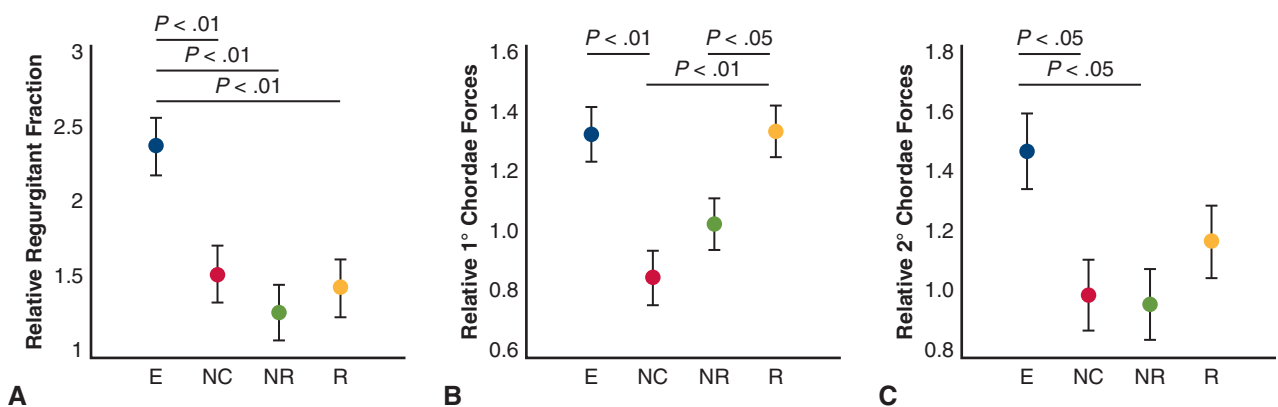 A
Relative Regurgitant Fraction
3
2.5
2
1.5
1
P < .01
P < .01
P < .01
E NC NR R
B
Relative 1° Chordae Forces
1.6
1.4
1.2
1.0
0.8
0.6
P < .01
P < .05
P < .01
E NC NR R
C
Relative 2° Chordae Forces
1.8
1.6
1.4
1.2
1.0
0.8
P < .05
P < .05
E NC NR R